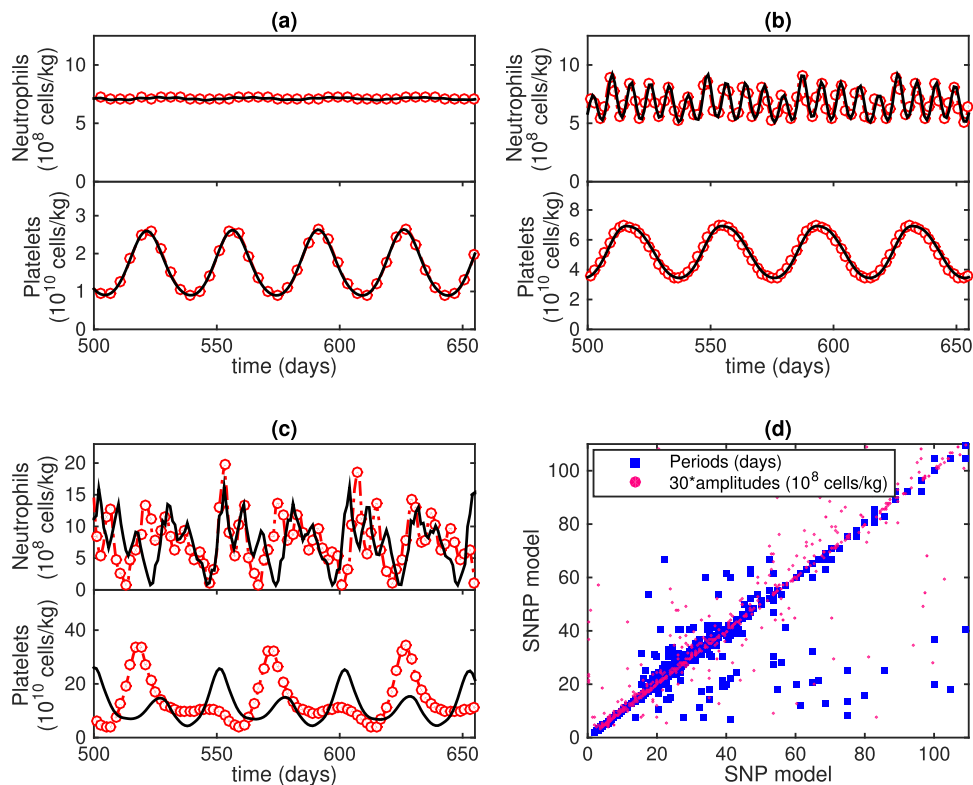 (a)
Neutrophils
(10^8 cells/kg)
10
5
0
Platelets
(10^10 cells/kg)
3
2
1
0
500
550
600
650
time (days)
(b)
Neutrophils
(10^8 cells/kg)
10
5
0
Platelets
(10^10 cells/kg)
8
6
4
2
0
500
550
600
650
time (days)
(c)
Neutrophils
(10^8 cells/kg)
20
15
10
5
0
Platelets
(10^10 cells/kg)
40
20
0
500
550
600
650
time (days)
(d)
Periods (days)
30*amplitudes (10^8 cells/kg)
SNRP model
100
80
60
40
20
0
0
20
40
60
80
100
SNP model